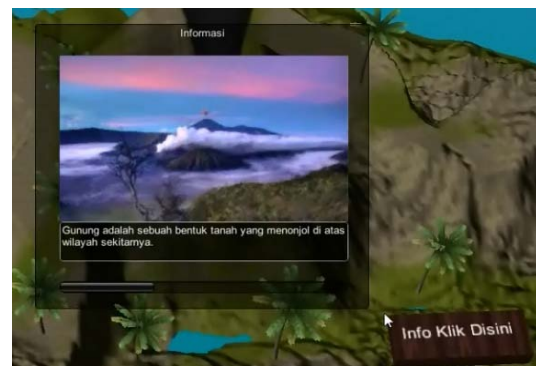 Informasi
Gunung adalah sebuah bentuk tanah yang menonjol di atas
wilayah sekitarnya.
Info Klik Disini